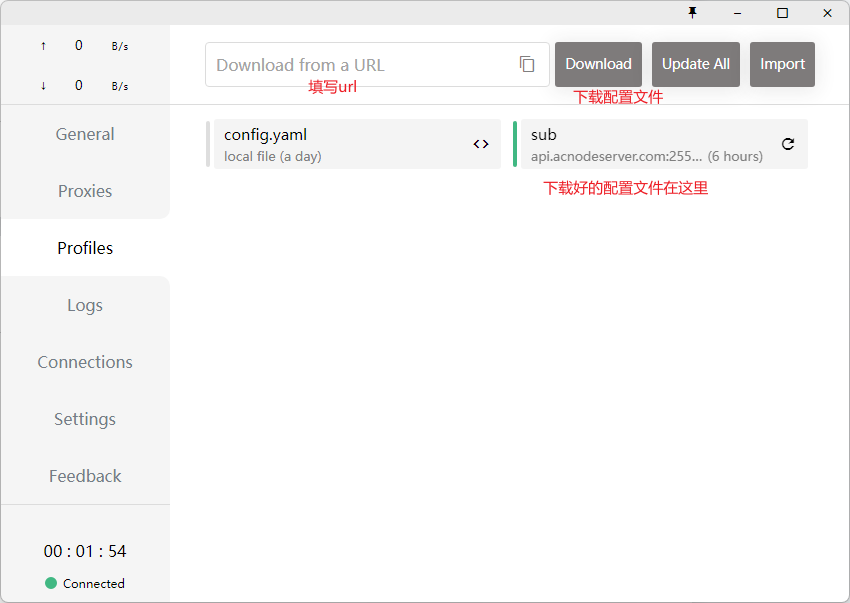 ↑ 0 B/s
↓ 0 B/s
General
Proxies
Profiles
Logs
Connections
Settings
Feedback
00 : 01 : 54
Connected
Download from a URL
Download
Update All
Import
填写url
下载配置文件
config.yaml
local file (a day)
sub
api.acnodeserver.com:255... (6 hours)
下载好的配置文件在这里